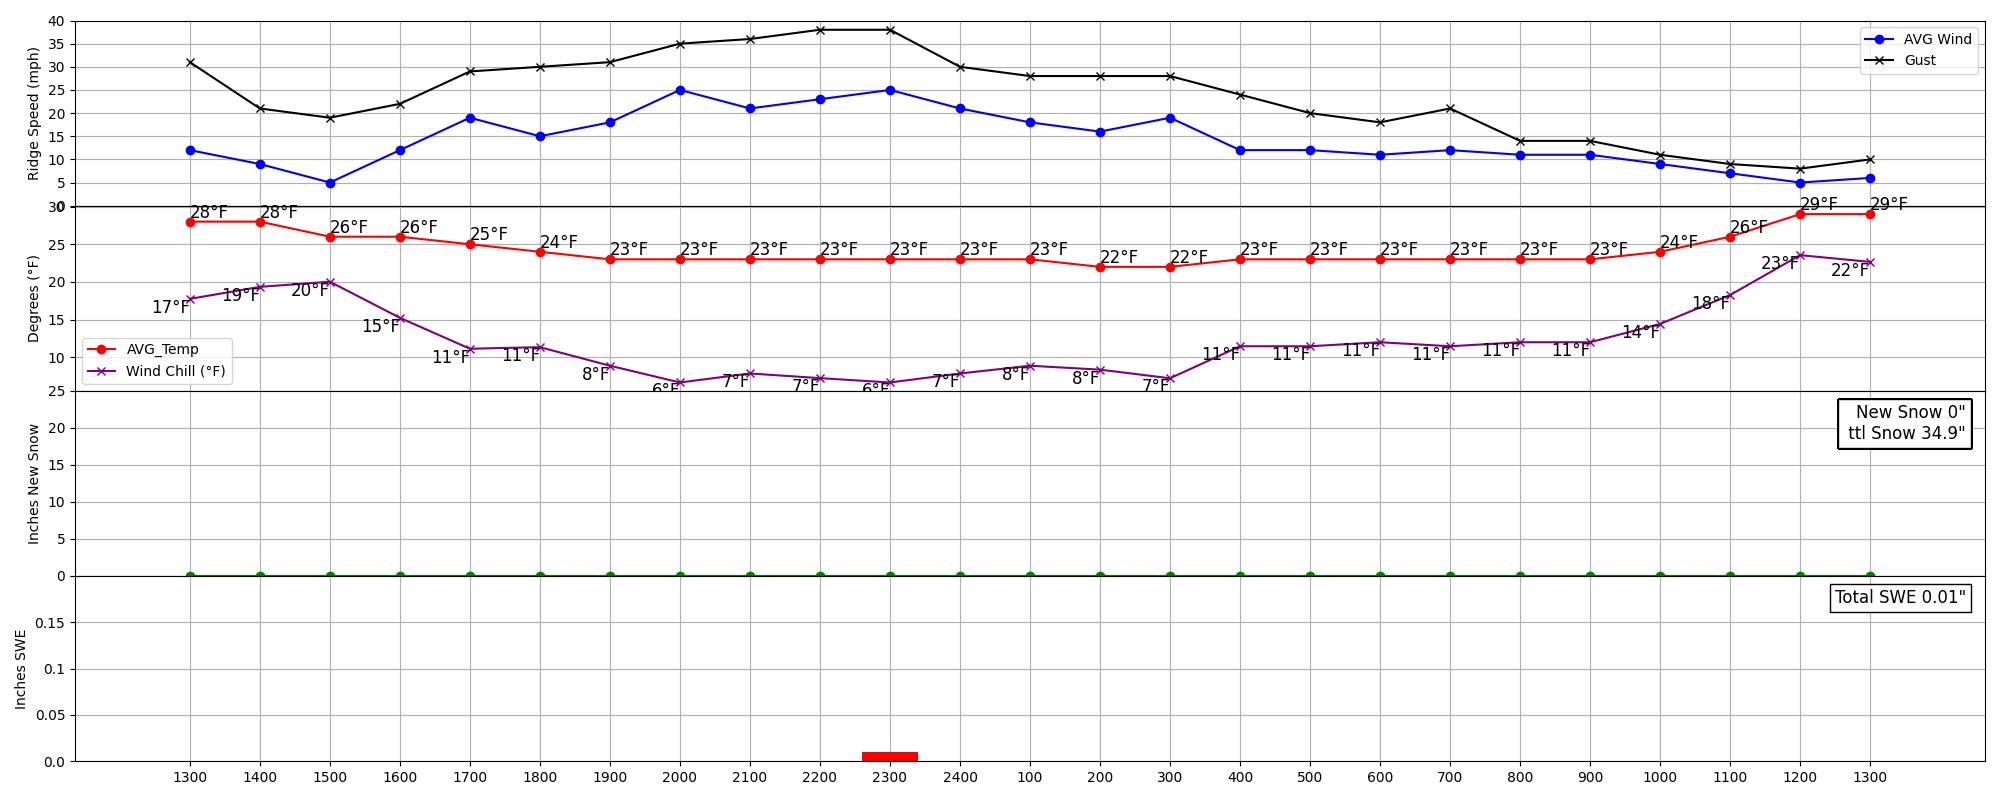 40
35
30
25
20
15
10
5
0
Ridge Speed (mph)
AVG Wind
Gust
30
25
20
15
10
Degrees (°F)
28°F 28°F 26°F 26°F 25°F 24°F 23°F 23°F 23°F 23°F 23°F 23°F 23°F 22°F 22°F 23°F 23°F 23°F 23°F 23°F 23°F 24°F 26°F 29°F 29°F
17°F 19°F 20°F 15°F 11°F 11°F 8°F 6°F 7°F 7°F 6°F 7°F 8°F 8°F 7°F 11°F 11°F 11°F 11°F 11°F 11°F 14°F 18°F 23°F 22°F
AVG_Temp
Wind Chill (°F)
25
20
15
10
5
0
Inches New Snow
New Snow 0"
ttl Snow 34.9"
0.15
0.1
0.05
0.0
Inches SWE
Total SWE 0.01"
1300 1400 1500 1600 1700 1800 1900 2000 2100 2200 2300 2400 100 200 300 400 500 600 700 800 900 1000 1100 1200 1300